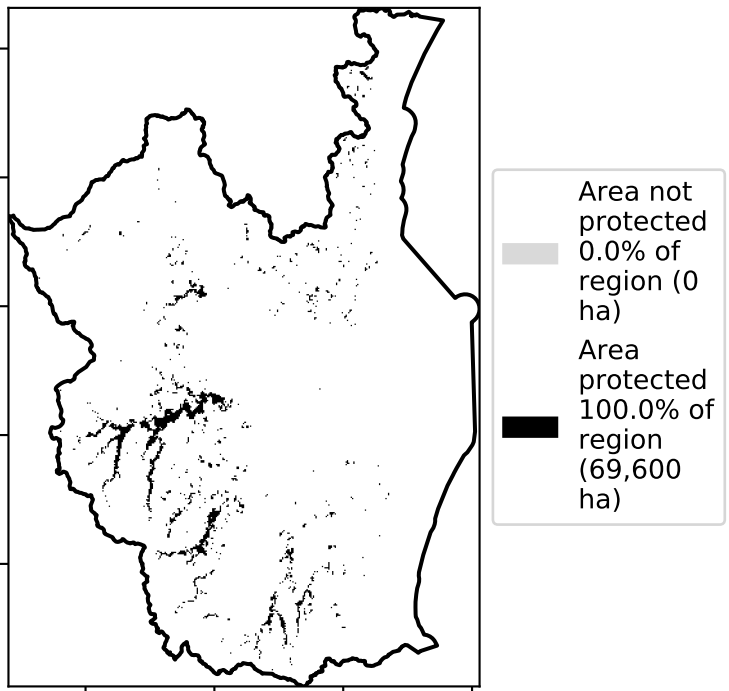 Area not
protected
0.0% of
region (0
ha)
Area
protected
100.0% of
region
(69,600
ha)